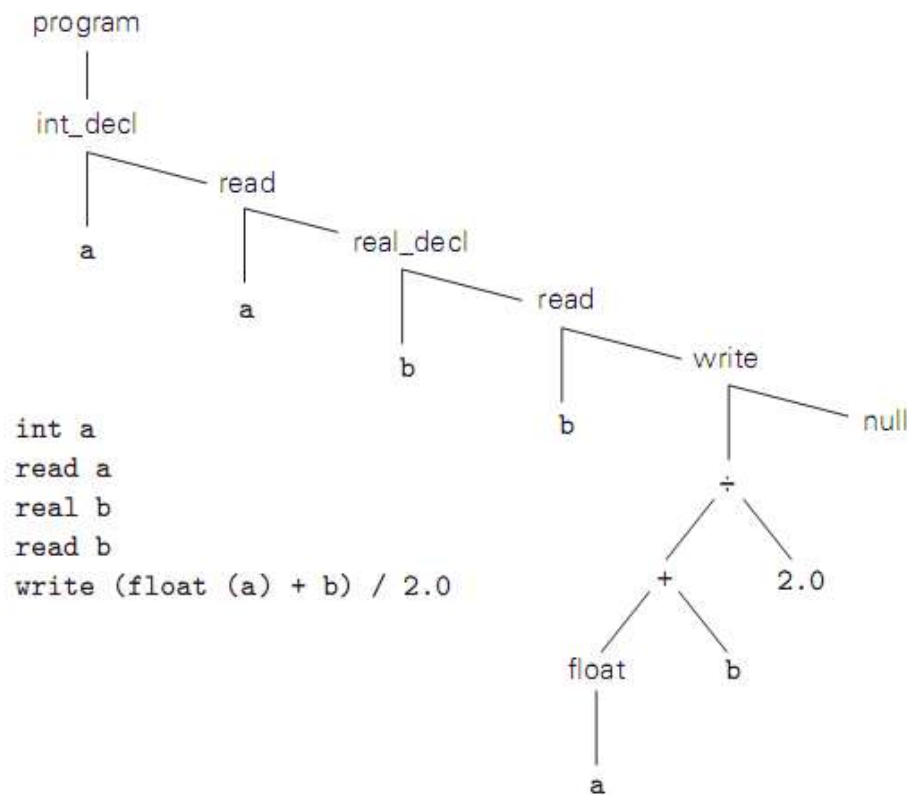 program
int_decl
read
a
real_decl
a
read
b
write
b
null
int a
read a
real b
read b
write (float (a) + b) / 2.0
÷
+
2.0
float
b
a